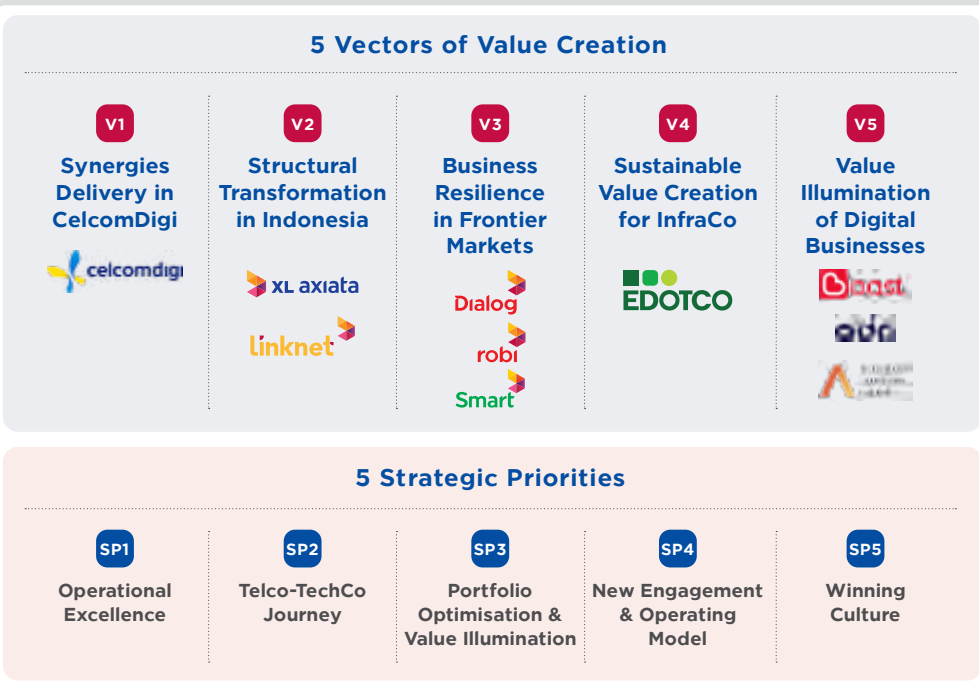 5 Vectors of Value Creation
V1
Synergies
Delivery in
CelcomDigi
celcomdigi
V2
Structural
Transformation
in Indonesia
XL axiata
linknet
V3
Business
Resilience
in Frontier
Markets
Dialog
robi
Smart
V4
Sustainable
Value Creation
for InfraCo
EDOTCO
V5
Value
Illumination
of Digital
Businesses
5 Strategic Priorities
SP1
Operational
Excellence
SP2
Telco-TechCo
Journey
SP3
Portfolio
Optimisation &
Value Illumination
SP4
New Engagement
& Operating
Model
SP5
Winning
Culture